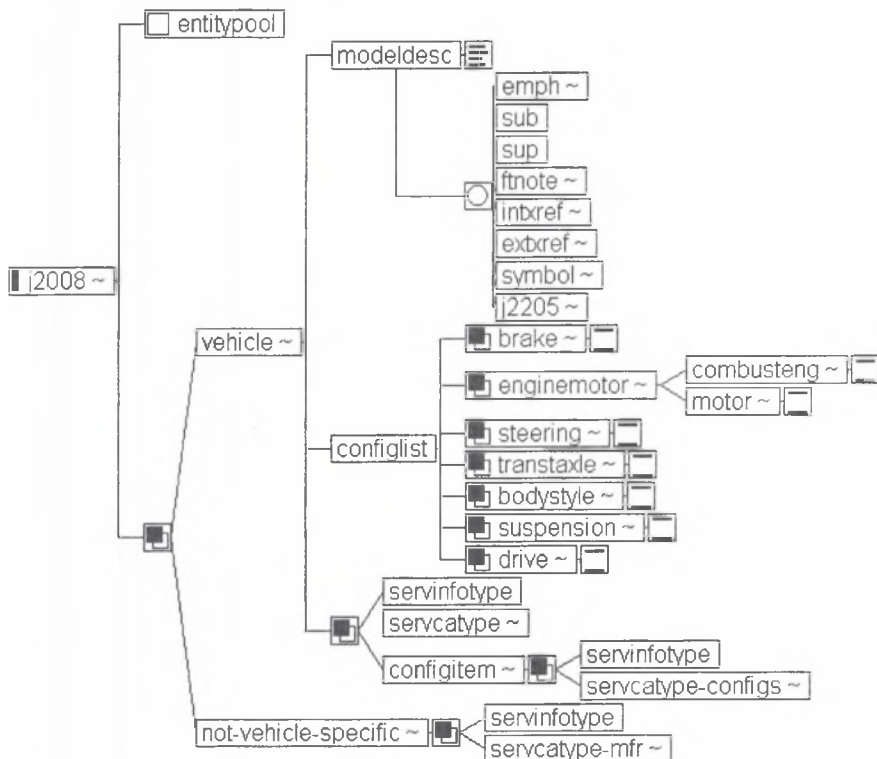 entitypool
modeldesc
emph ~
sub
sup
ftnote ~
intxref ~
extxref ~
symbol ~
j2205 ~
j2008 ~
vehicle ~
brake ~
combusteng ~
enginemotor ~
motor ~
steering ~
configlist
transtaxle ~
bodystyle ~
suspension ~
drive ~
servinfotype
servcatype ~
servinfotype
configitem ~
servcatype-configs ~
servinfotype
not-vehicle-specific ~
servcatype-mfr ~